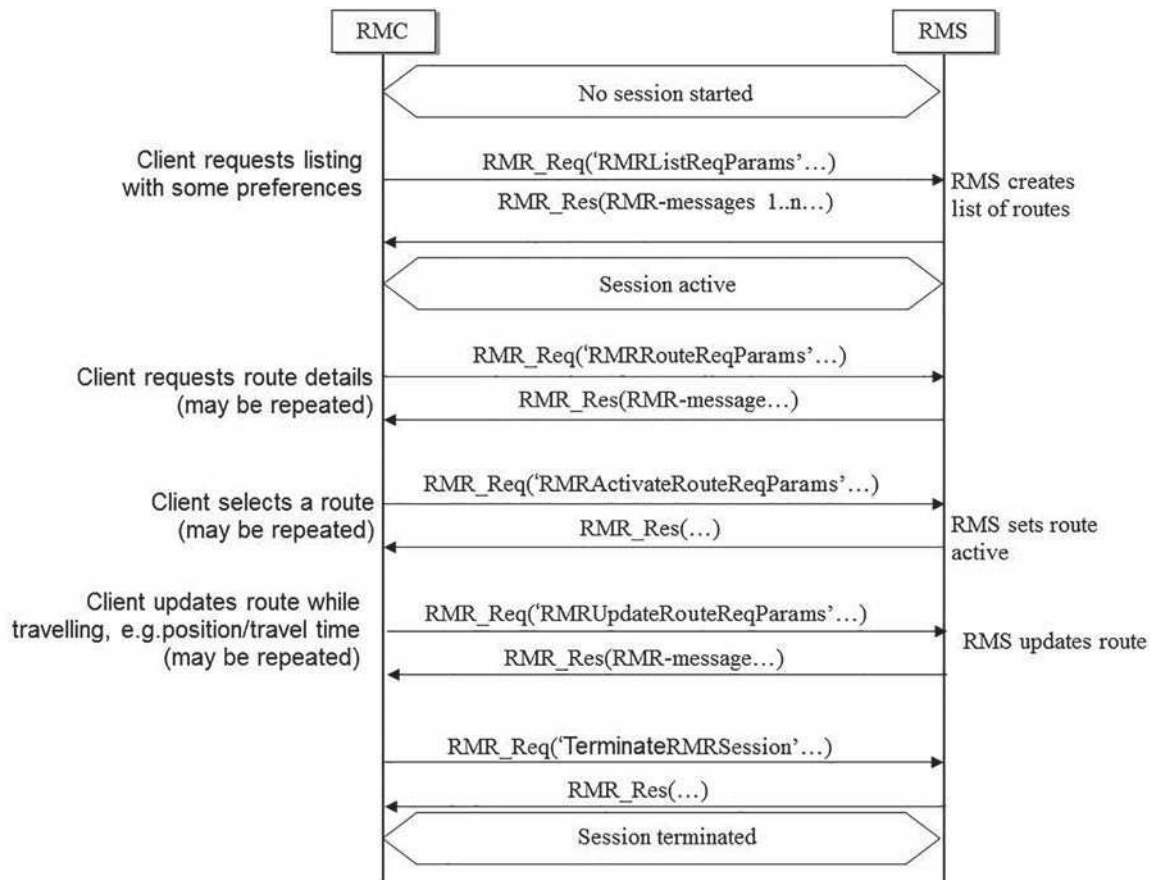 RMC
RMS
No session started
Client requests listing
with some preferences
RMR_Req(‘RMRListReqParams’…)
RMR_Res(RMR-messages 1..n…)
RMS creates
list of routes
Session active
Client requests route details
(may be repeated)
RMR_Req(‘RMRRouteReqParams’…)
RMR_Res(RMR-message…)
Client selects a route
(may be repeated)
RMR_Req(‘RMRActivateRouteReqParams’…)
RMR_Res(…)
RMS sets route
active
Client updates route while
travelling, e.g.position/travel time
(may be repeated)
RMR_Req(‘RMRUpdateRouteReqParams’…)
RMR_Res(RMR-message…)
RMS updates route
RMR_Req(‘TerminateRMRSession’…)
RMR_Res(…)
Session terminated